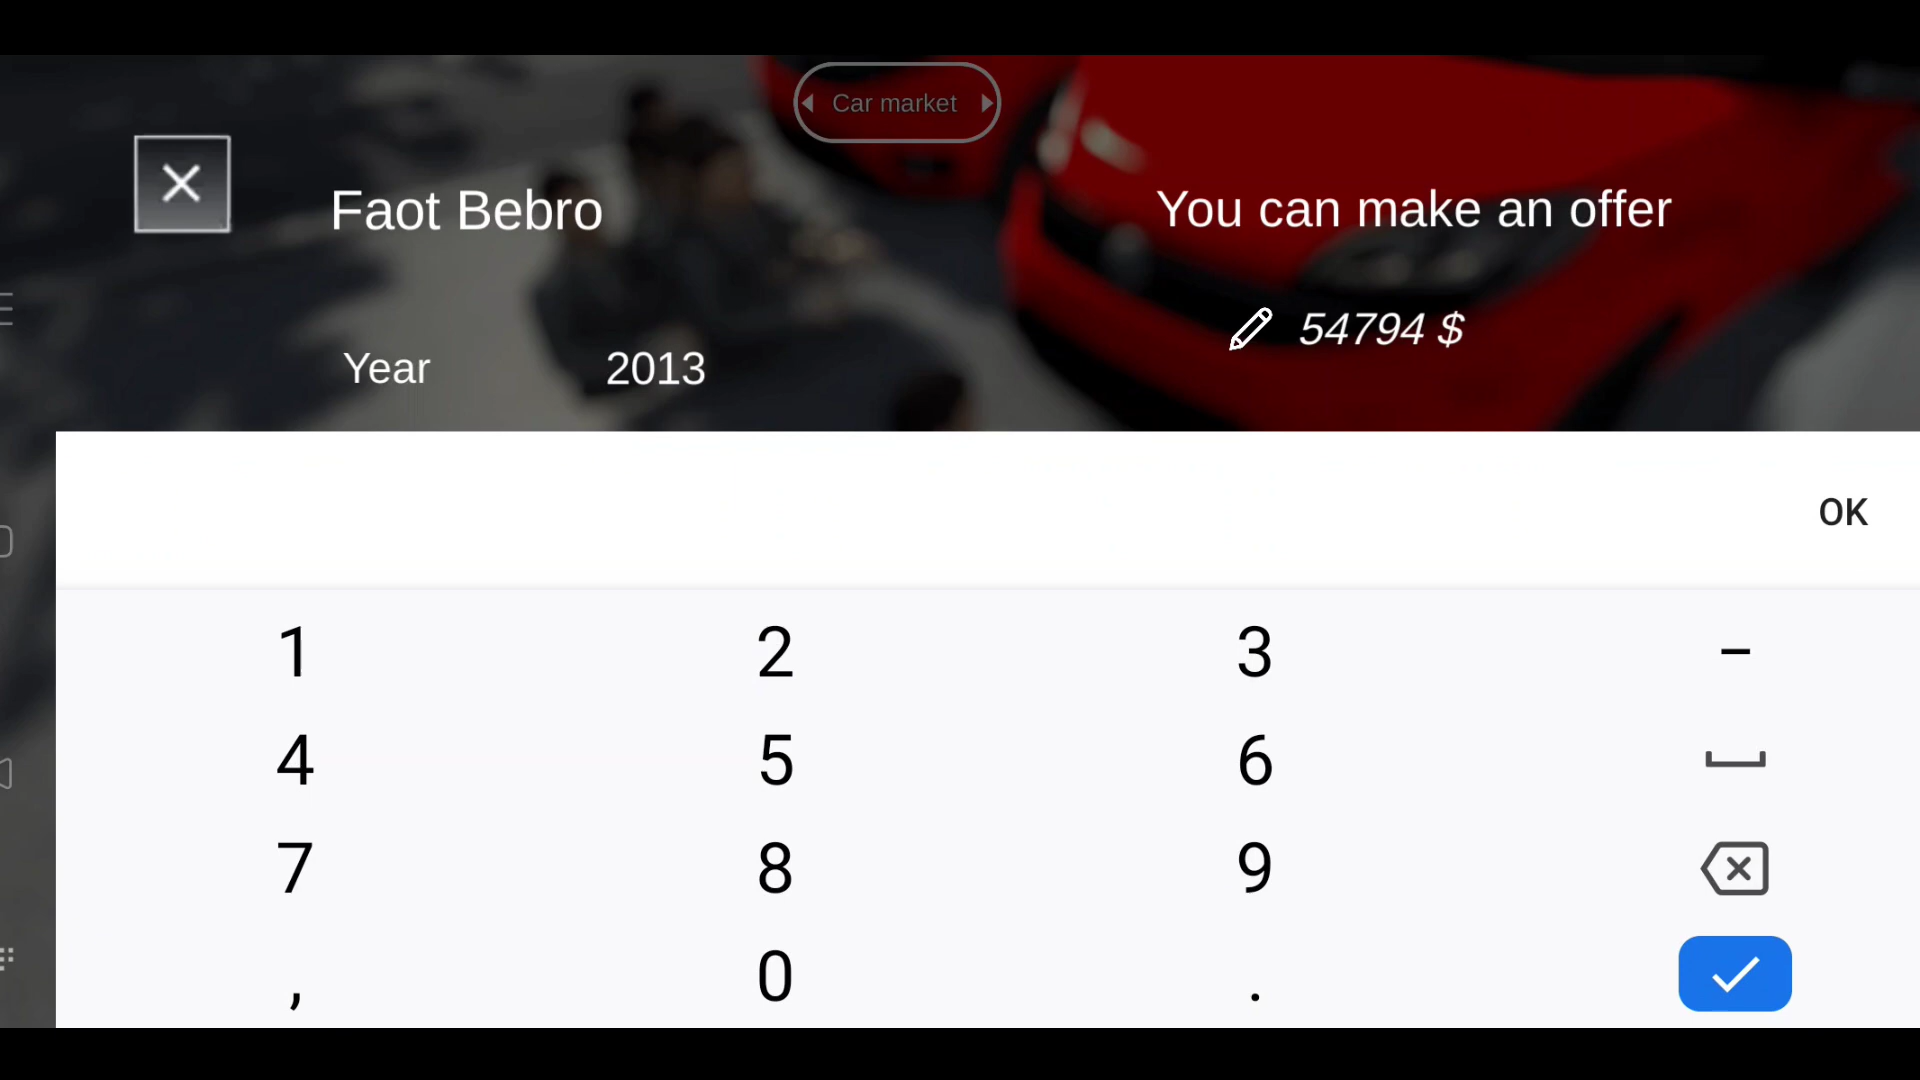 Car market
Faot Bebro
You can make an offer
54794 $
Year 2013
OK
1 2 3 –
4 5 6
7 8 9
, 0 .